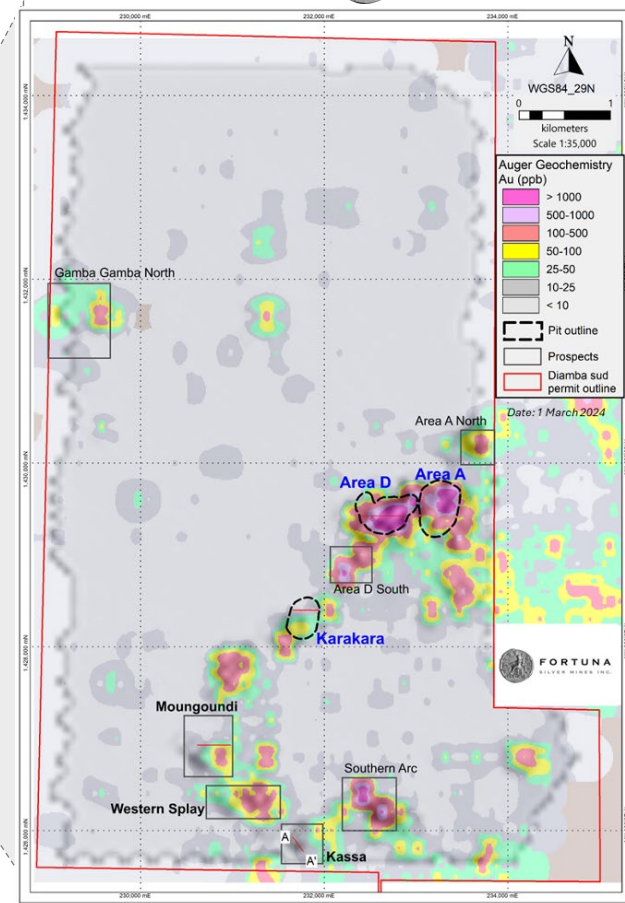 230,000 mE
232,000 mE
234,000 mE
N
WGS84_29N
0 1
kilometers
Scale 1:35,000
1,434,000 mN
Auger Geochemistry
Au (ppb)
> 1000
500-1000
100-500
50-100
25-50
10-25
< 10
Pit outline
Prospects
Diamba sud
permit outline
Date: 1 March 2024
Gamba Gamba North
1,432,000 mN
Area A North
1,430,000 mN
Area D
Area A
Area D South
Karakara
1,428,000 mN
FORTUNA
SILVER MINES INC.
Moungoundi
Southern Arc
Western Splay
A
A'
Kassa
230,000 mE
232,000 mE
234,000 mE